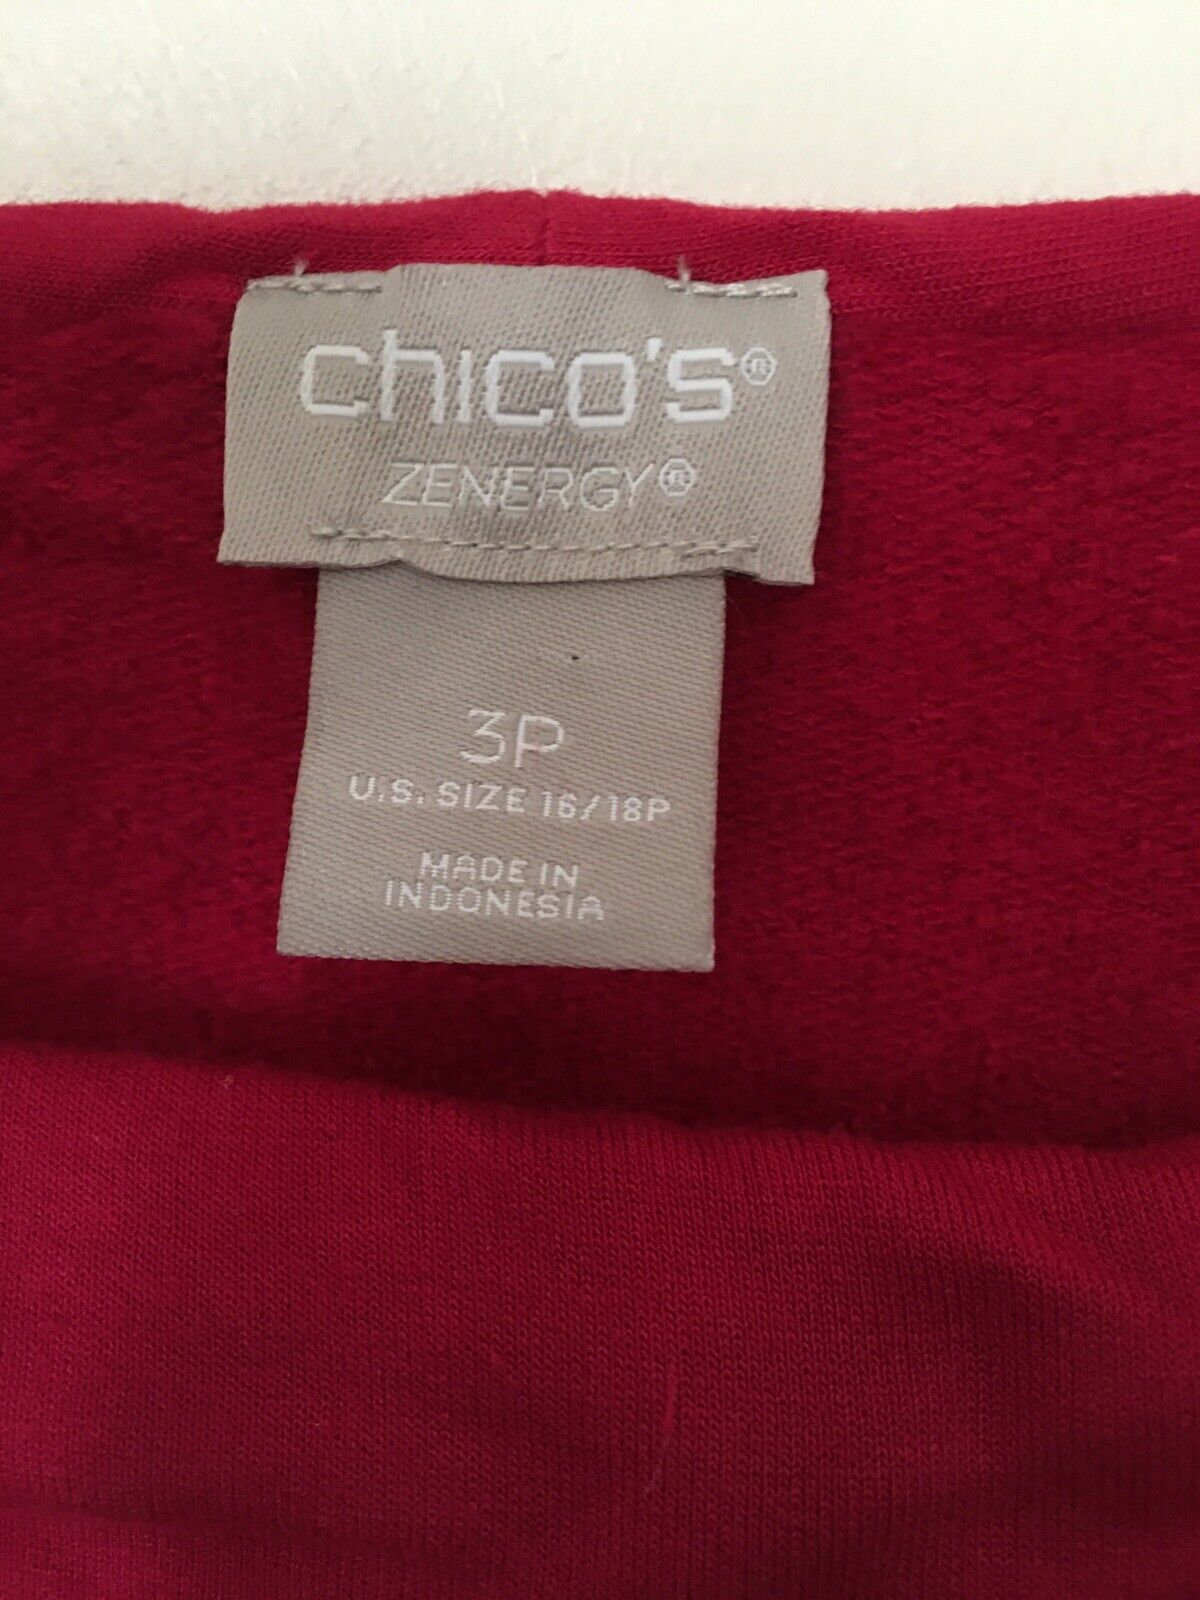 chico's®
ZENERGY®
3P
U.S. SIZE 16/18P
MADE IN
INDONESIA